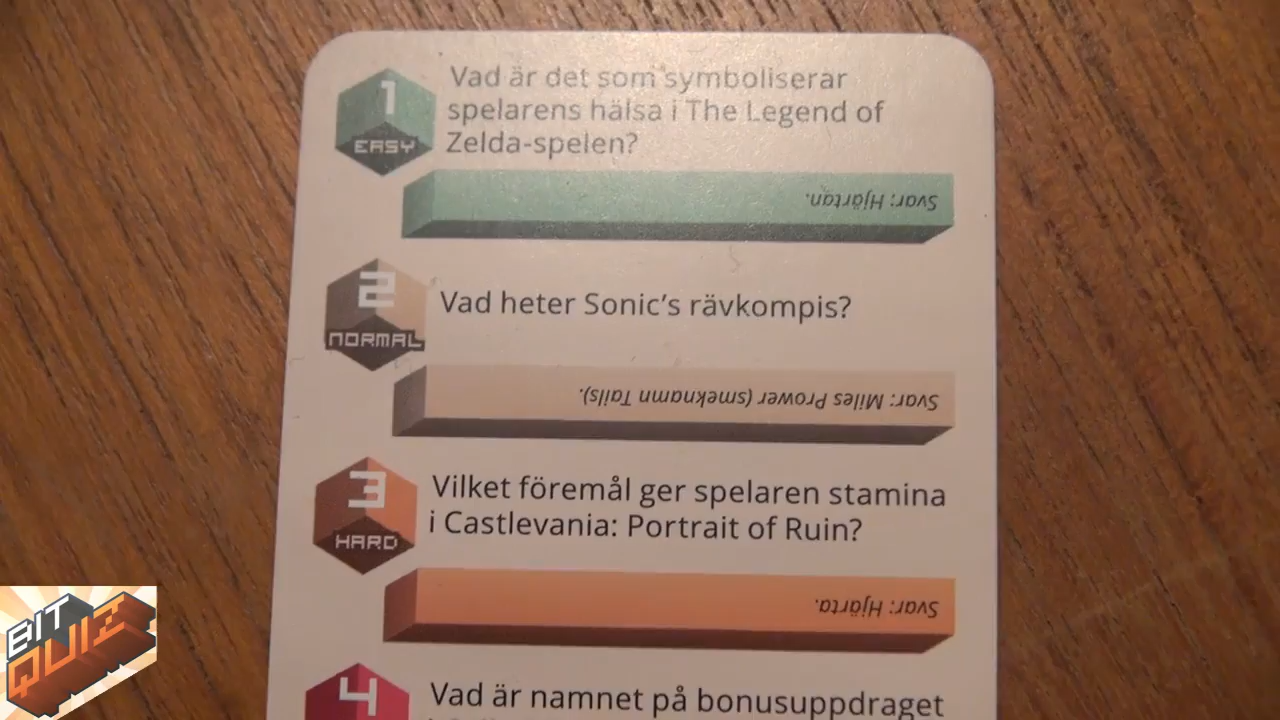 1
EASY
Vad är det som symboliserar
spelarens hälsa i The Legend of
Zelda-spelen?
Svar: Hjärtan.
2
NORMAL
Vad heter Sonic's rävkompis?
Svar: Miles Prower (smeknamn Tails).
3
HARD
Vilket föremål ger spelaren stamina
i Castlevania: Portrait of Ruin?
Svar: Hjärta.
4
Vad är namnet på bonusuppdraget
BIT
QUIZ